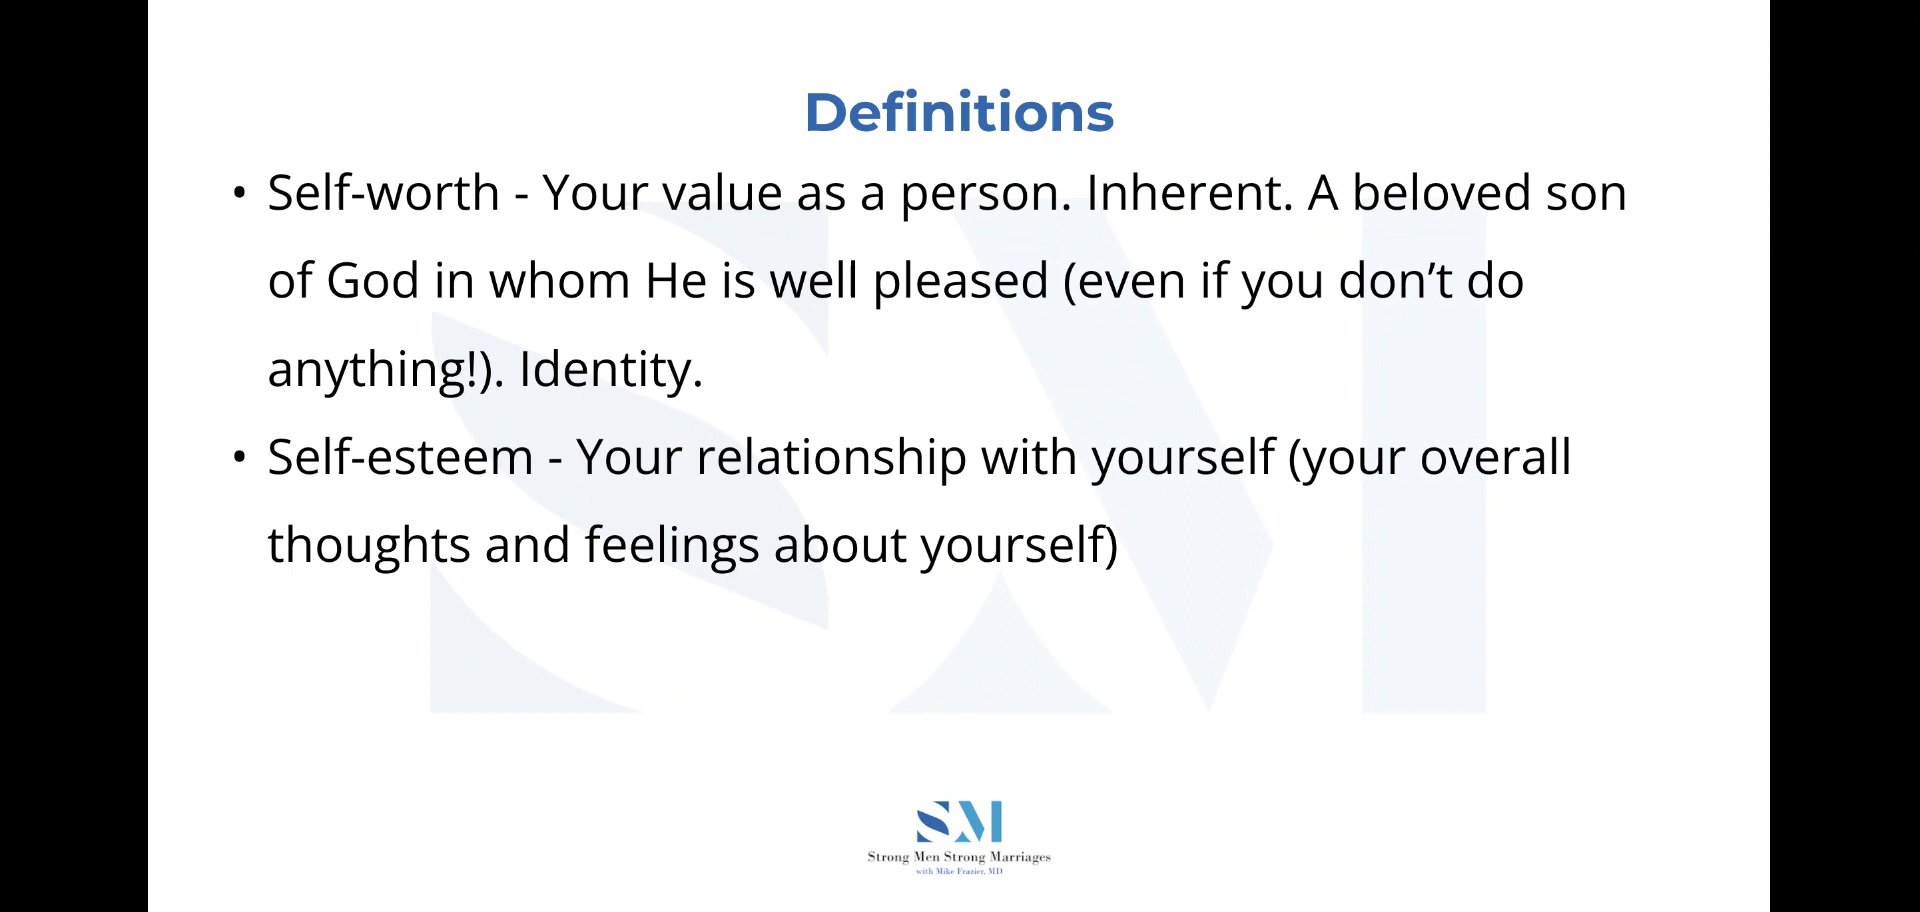 Definitions
• Self-worth - Your value as a person. Inherent. A beloved son
of God in whom He is well pleased (even if you don’t do
anything!). Identity.
• Self-esteem - Your relationship with yourself (your overall
thoughts and feelings about yourself)
SM
Strong Men Strong Marriages
with Mike Frazier, MD